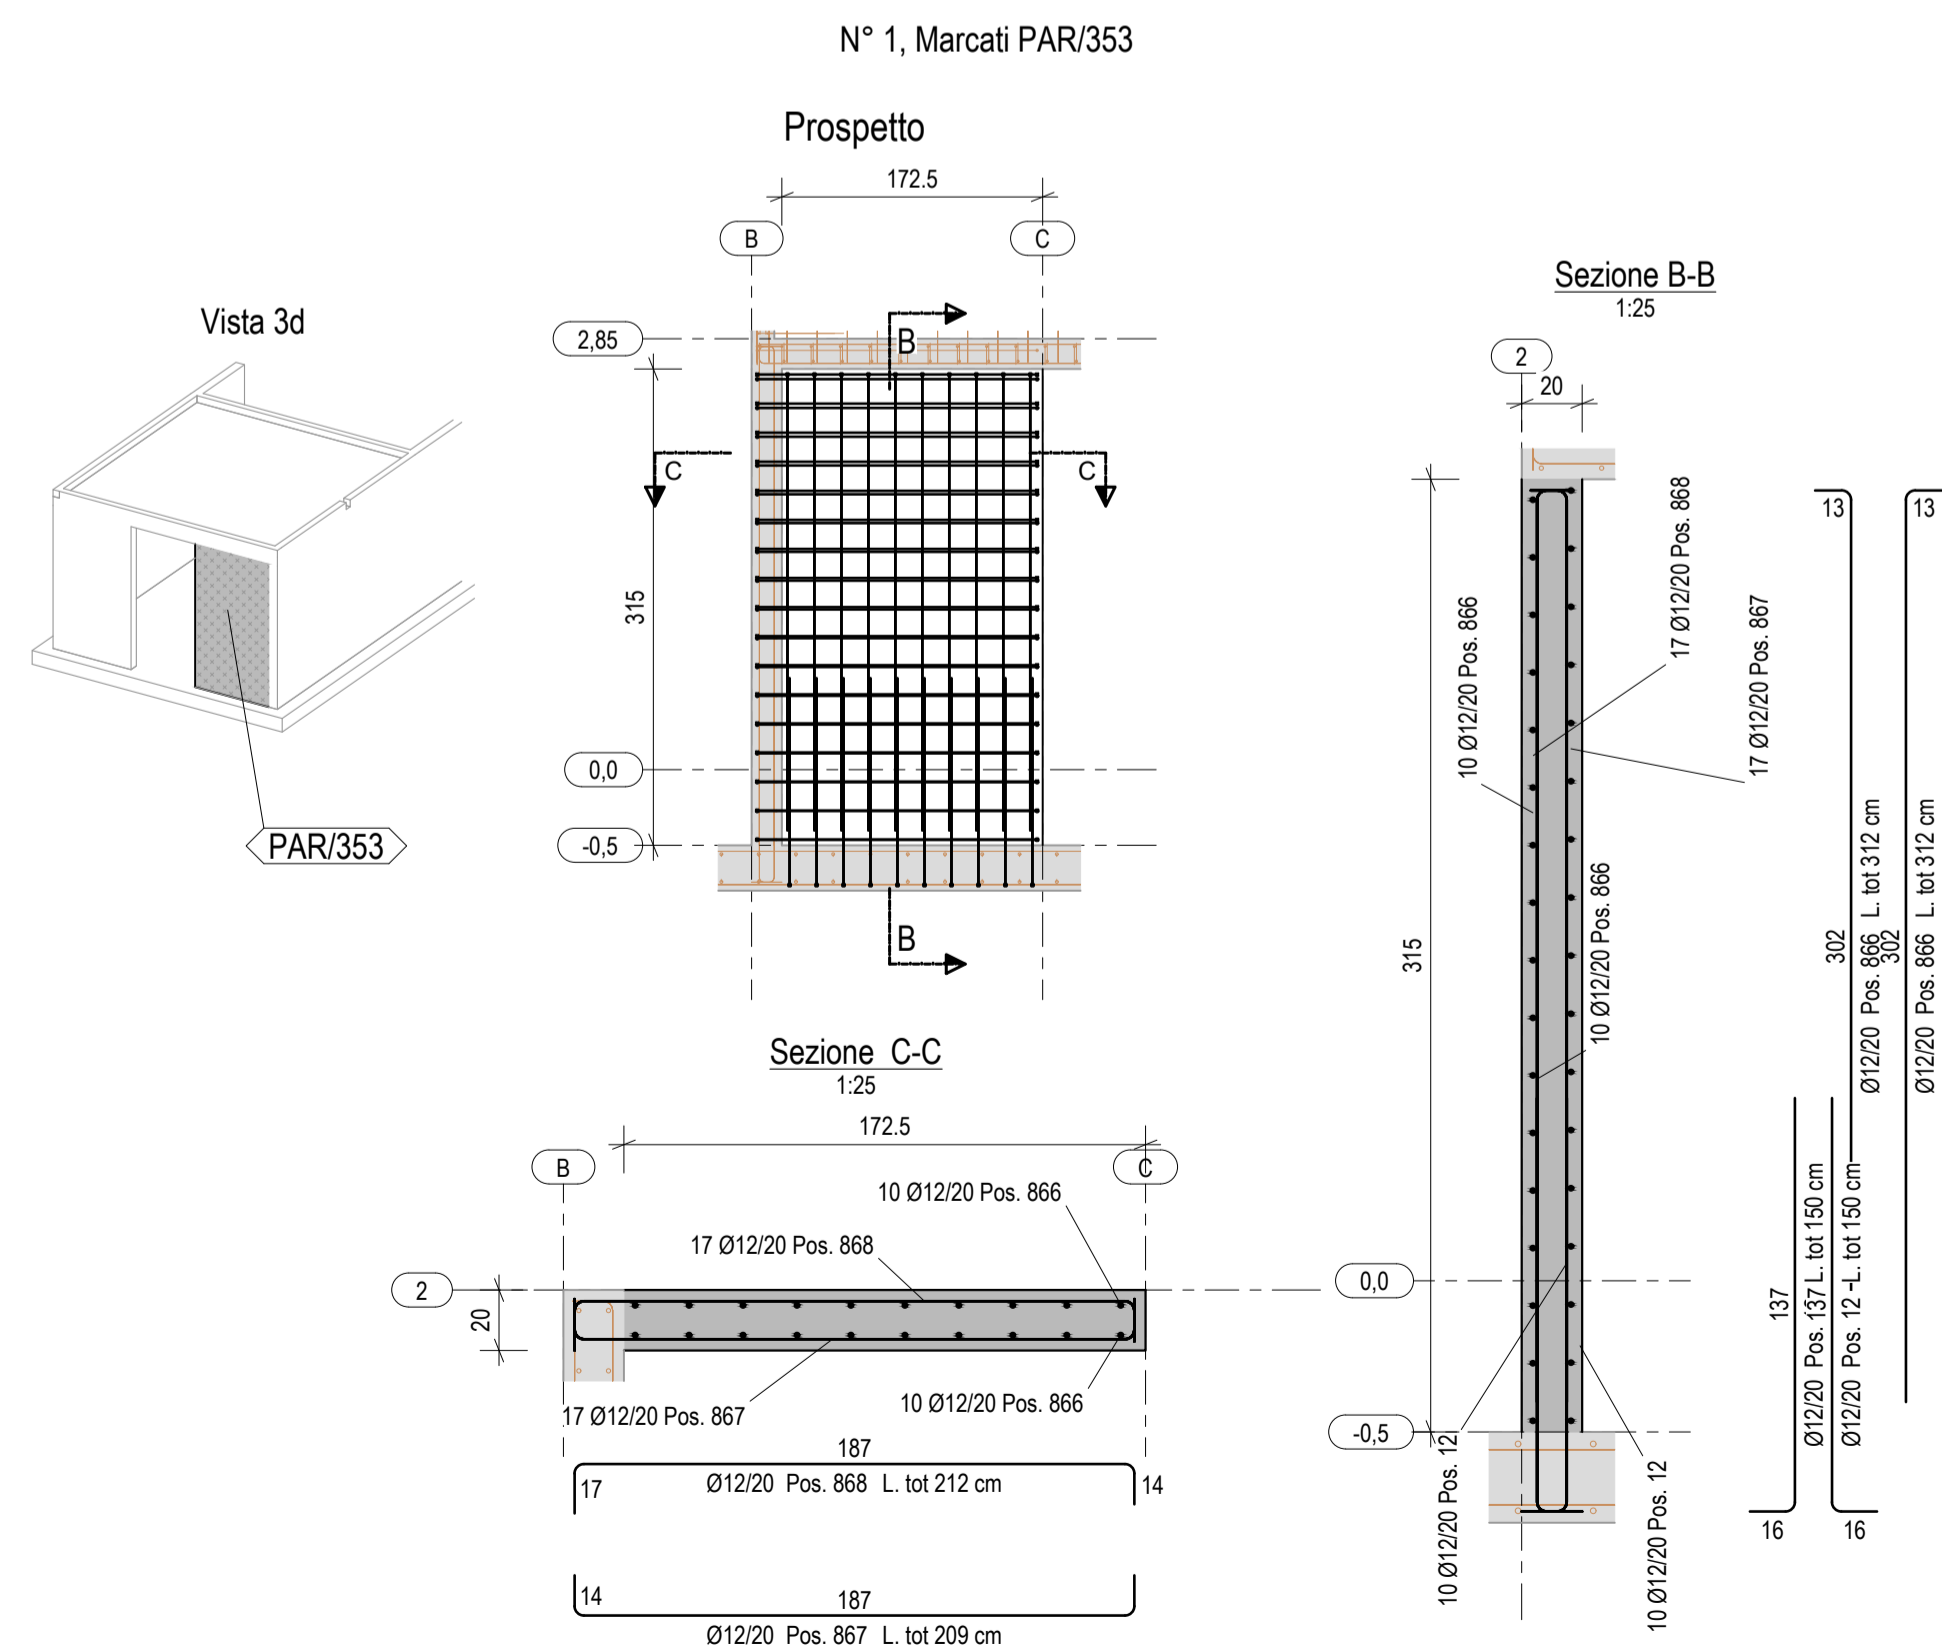 N° 1, Marcati PAR/353
Prospetto
172.5
B
C
Vista 3d
2,85
B
C
C
315
0,0
-0,5
B
PAR/353
Sezione B-B
1:25
2
20
315
10 Ø12/20 Pos. 866
17 Ø12/20 Pos. 868
17 Ø12/20 Pos. 867
10 Ø12/20 Pos. 866
0,0
-0,5
10 Ø12/20 Pos. 12
10 Ø12/20 Pos. 12
13
302
Ø12/20 Pos. 866 L. tot 312 cm
13
302
Ø12/20 Pos. 866 L. tot 312 cm
137
Ø12/20 Pos. 137 L. tot 150 cm
Ø12/20 Pos. 12 L. tot 150 cm
16
16
Sezione C-C
1:25
172.5
B
C
10 Ø12/20 Pos. 866
17 Ø12/20 Pos. 868
2
20
10 Ø12/20 Pos. 866
17 Ø12/20 Pos. 867
187
17
Ø12/20 Pos. 868 L. tot 212 cm
14
14
187
Ø12/20 Pos. 867 L. tot 209 cm